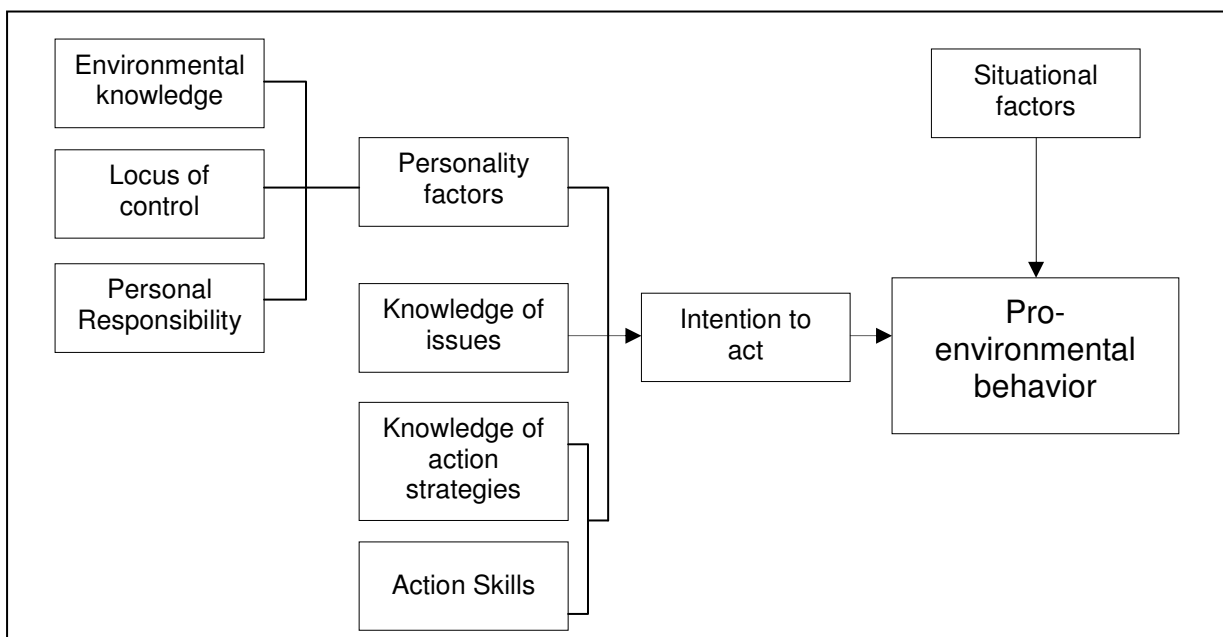 Environmental
knowledge
Locus of
control
Personal
Responsibility
Personality
factors
Knowledge of
issues
Knowledge of
action
strategies
Action Skills
Intention to
act
Situational
factors
Pro-
environmental
behavior